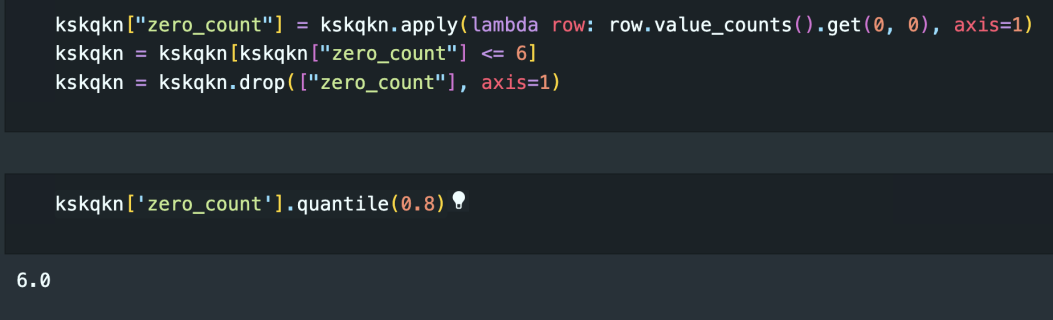 kskqkn["zero_count"] = kskqkn.apply(lambda row: row.value_counts().get(0, 0), axis=1)
kskqkn = kskqkn[kskqkn["zero_count"] <= 6]
kskqkn = kskqkn.drop(["zero_count"], axis=1)
kskqkn['zero_count'].quantile(0.8)
6.0